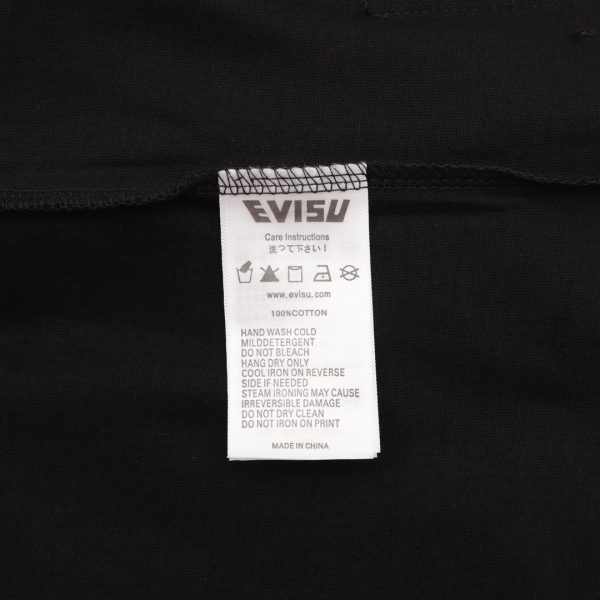 EVISU
Care Instructions
洗つて下さい!
www.evisu.com
100%COTTON
HAND WASH COLD
MILDDETERGENT
DO NOT BLEACH
HANG DRY ONLY
COOL IRON ON REVERSE
SIDE IF NEEDED
STEAM IRONING MAY CAUSE
IRREVERSIBLE DAMAGE
DO NOT DRY CLEAN
DO NOT IRON ON PRINT
MADE IN CHINA